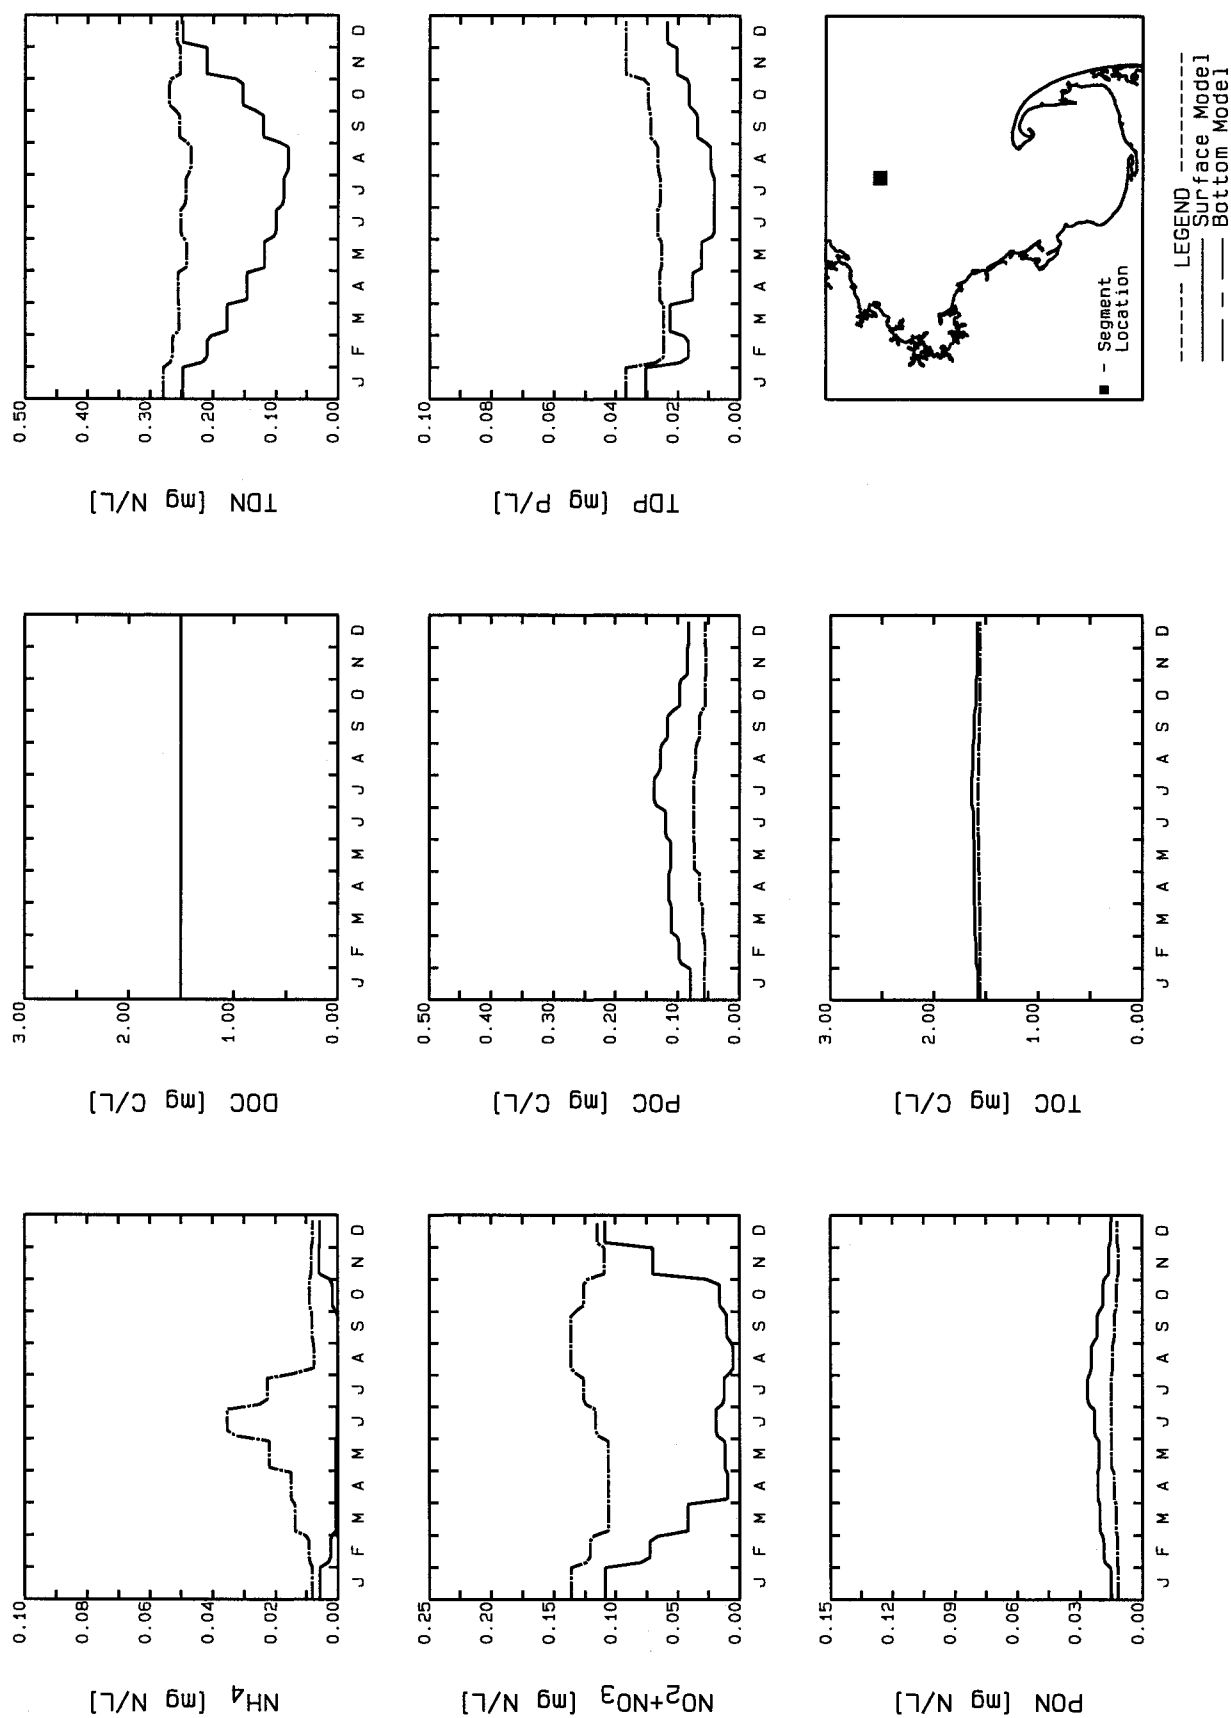 NH4 [mg N/L]
0.10
0.08
0.06
0.04
0.02
0.00
J F M A M J J A S O N D
DOC [mg C/L]
3.00
2.00
1.00
0.00
J F M A M J J A S O N D
TDN [mg N/L]
0.50
0.40
0.30
0.20
0.10
0.00
J F M A M J J A S O N D
NO2+NO3 [mg N/L]
0.25
0.20
0.15
0.10
0.05
0.00
J F M A M J J A S O N D
POC [mg C/L]
0.50
0.40
0.30
0.20
0.10
0.00
J F M A M J J A S O N D
TDP [mg P/L]
0.10
0.08
0.06
0.04
0.02
0.00
J F M A M J J A S O N D
PON [mg N/L]
0.15
0.12
0.09
0.06
0.03
0.00
J F M A M J J A S O N D
TOC [mg C/L]
3.00
2.00
1.00
0.00
J F M A M J J A S O N D
■ - Segment
Location
------ LEGEND ---------
Surface Model
Bottom Model